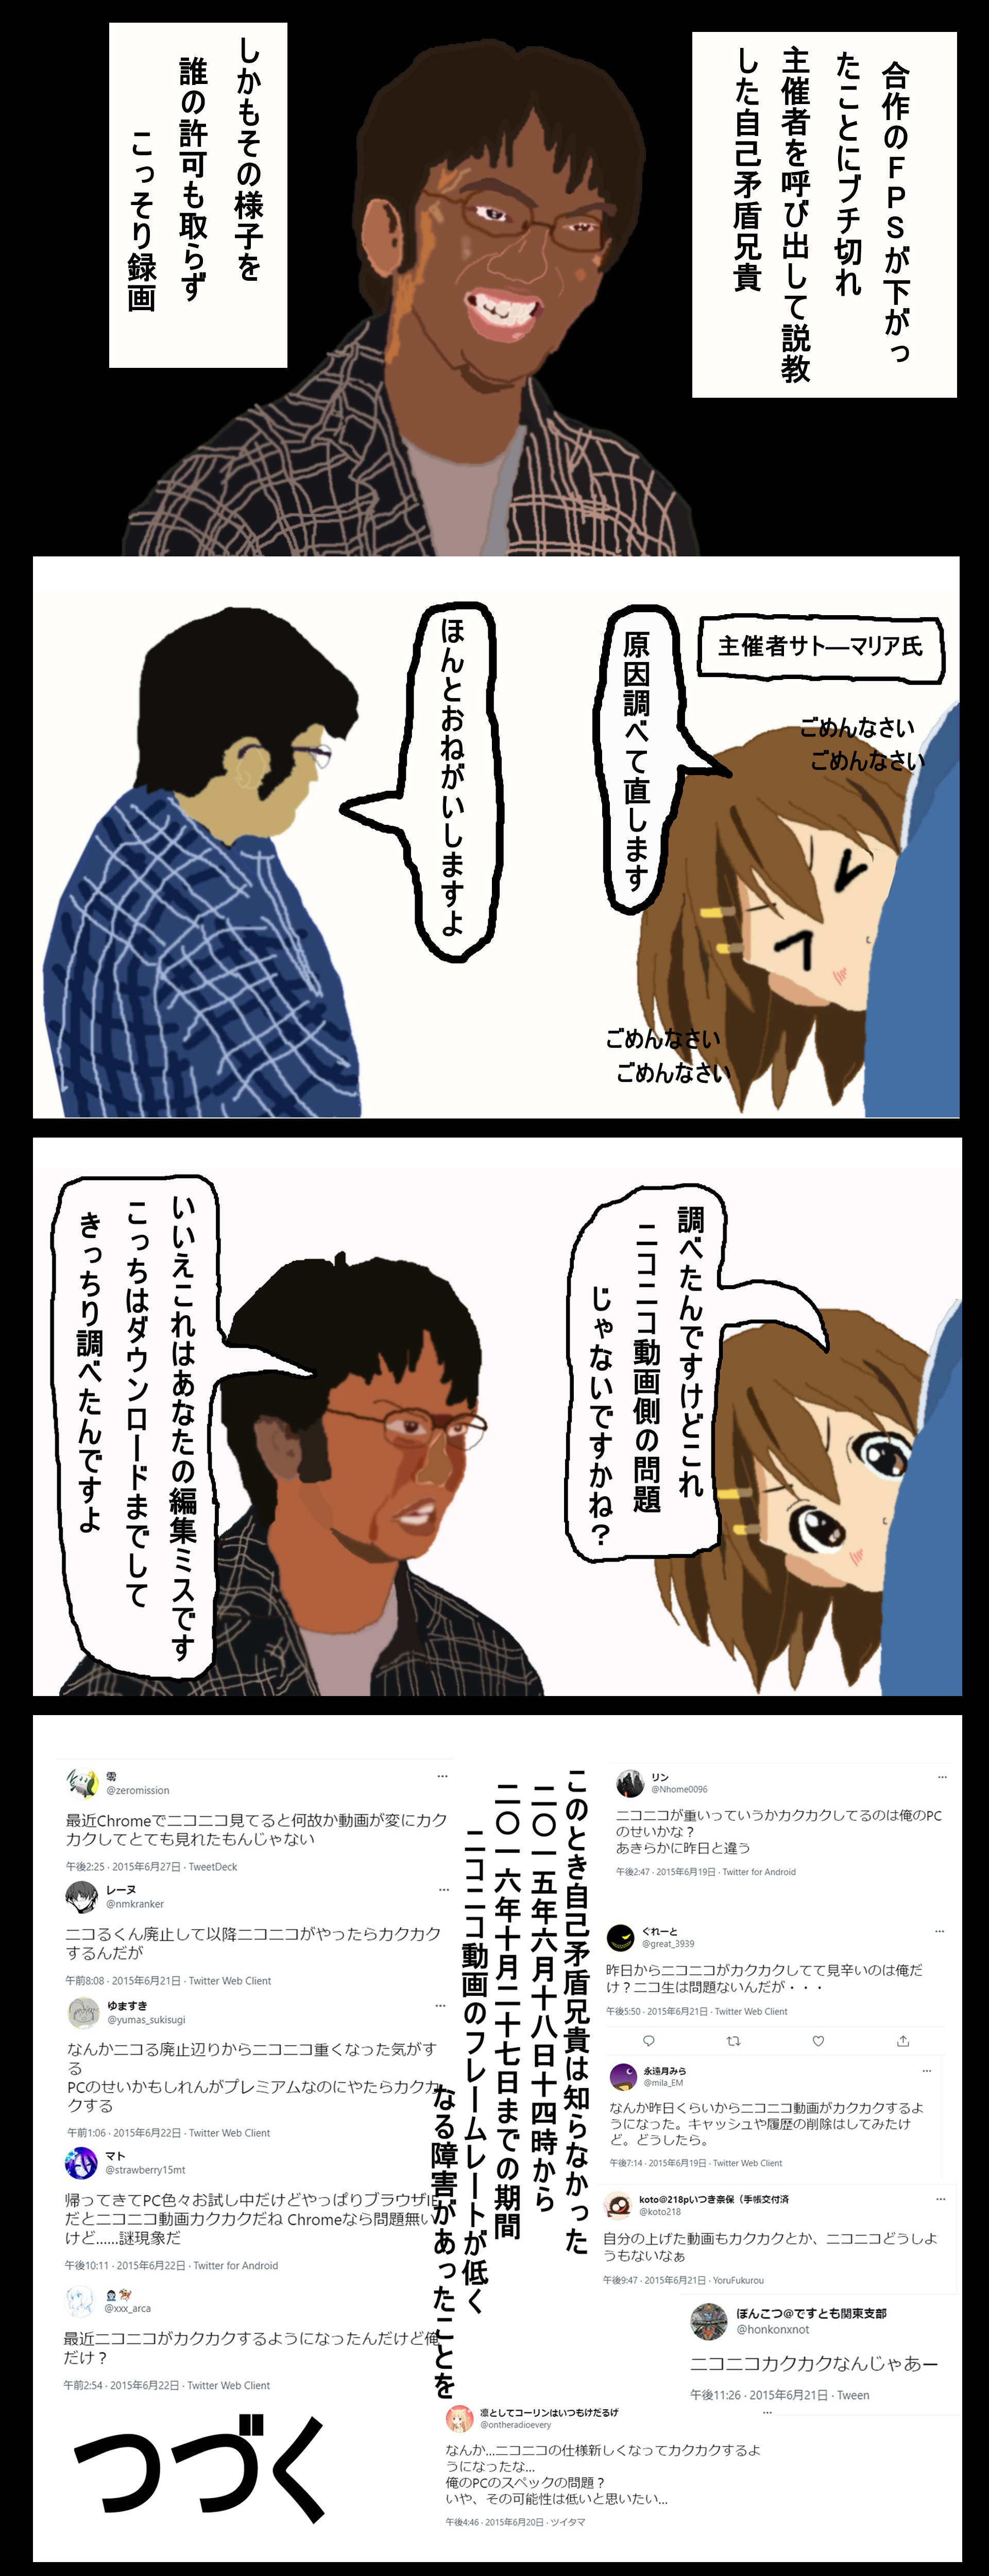 合作のFPSが下がっ
たことにブチ切れ
主催者を呼び出して説教
した自己矛盾兄貴
しかもその様子を
誰の許可も取らず
こっそり録画
主催者サト―マリア氏
ごめんなさい
ごめんなさい
原因調べて直します
ほんとおねがいしますよ
ごめんなさい
ごめんなさい
調べたんですけどこれ
ニコニコ動画側の問題
じゃないですかね？
いいえこれはあなたの編集ミスです
こっちはダウンロードまでして
きっちり調べたんですよ
リン
@Nhome0096
ニコニコが重いっていうかカクカクしてるのは俺のPC
のせいかな？
あきらかに昨日と違う
午後2:47 · 2015年6月19日 · Twitter for Android
ぐれーと
@great_3939
昨日からニコニコがカクカクしてて見辛いのは俺だ
け？ニコ生は問題ないんだが・・・
午後5:50 · 2015年6月21日 · Twitter Web Client
永遠月みら
@mila_EM
なんか昨日くらいからニコニコ動画がカクカクするよ
うになった。キャッシュや履歴の削除はしてみたけ
ど。どうしたら。
午後7:14 · 2015年6月19日 · Twitter Web Client
koto@218pいつき奈保（手帳交付済
@koto218
自分の上げた動画もカクカクとか、ニコニコどうしよ
うもないなぁ
午後9:47 · 2015年6月21日 · YoruFukurou
ぽんこつ@ですとも関東支部
@honkonxnot
ニコニコカクカクなんじゃあー
午後11:26 · 2015年6月21日 · Tween
このとき自己矛盾兄貴は知らなかった
二〇一五年六月十八日十四時から
二〇一六年十月二十七日までの期間
ニコニコ動画のフレームレートが低く
なる障害があったことを
零
@zeromission
最近Chromeでニコニコ見てると何故か動画が変にカク
カクしてとても見れたもんじゃない
午後2:25 · 2015年6月27日 · TweetDeck
レーヌ
@nmkranker
ニコるくん廃止して以降ニコニコがやったらカクカク
するんだが
午前8:08 · 2015年6月21日 · Twitter Web Client
ゆますき
@yumas_sukisugi
なんかニコる廃止辺りからニコニコ重くなった気がす
る
PCのせいかもしれんがプレミアムなのにやたらカクカ
クする
午前1:06 · 2015年6月22日 · Twitter Web Client
マト
@strawberry15mt
帰ってきてPC色々お試し中だけどやっぱりブラウザIE
だとニコニコ動画カクカクだね Chromeなら問題無い
けど……謎現象だ
午後10:11 · 2015年6月22日 · Twitter for Android
@xxx_arca
最近ニコニコがカクカクするようになったんだけど俺
だけ？
午前2:54 · 2015年6月22日 · Twitter Web Client
凛としてコーリンはいつもけだるげ
@ontheradioevery
なんか…ニコニコの仕様新しくなってカクカクするよ
うになったな…
俺のPCのスペックの問題？
いや、その可能性は低いと思いたい…
午後4:46 · 2015年6月20日 · ツイタマ
つづく